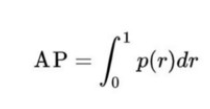 AP = ∫₀¹ p(r)dr